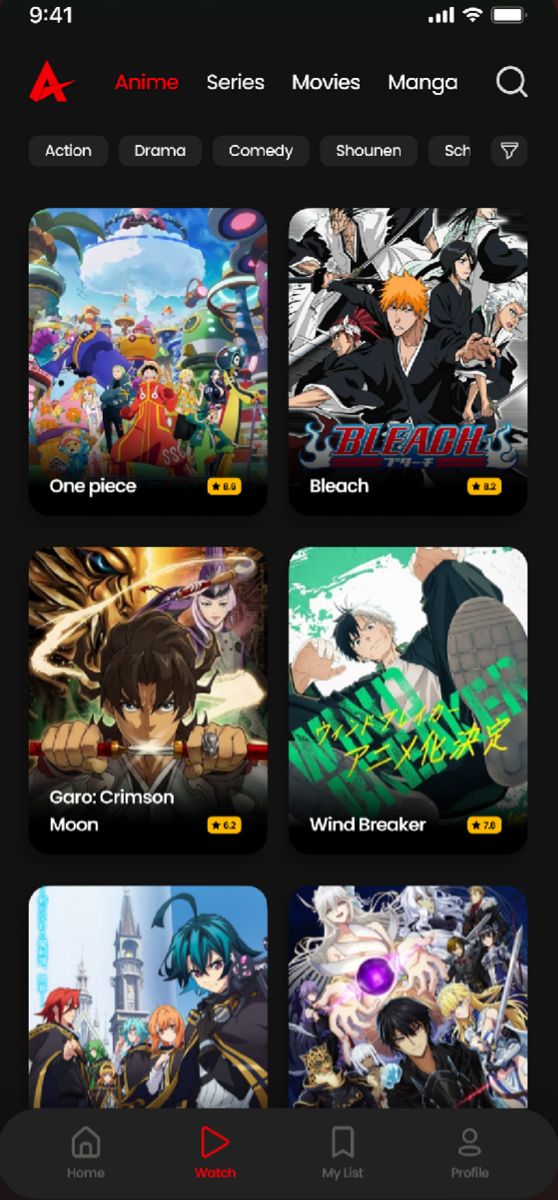 9:41
Anime Series Movies Manga
Action Drama Comedy Shounen Sch
BLEACH
ブリーチ
One piece
Bleach 8.2
ウィンドブレイカー
アニメ化決定
WIND
BREAKER
Garo: Crimson
Moon 6.2
Wind Breaker 7.8
Home Watch My List Profile